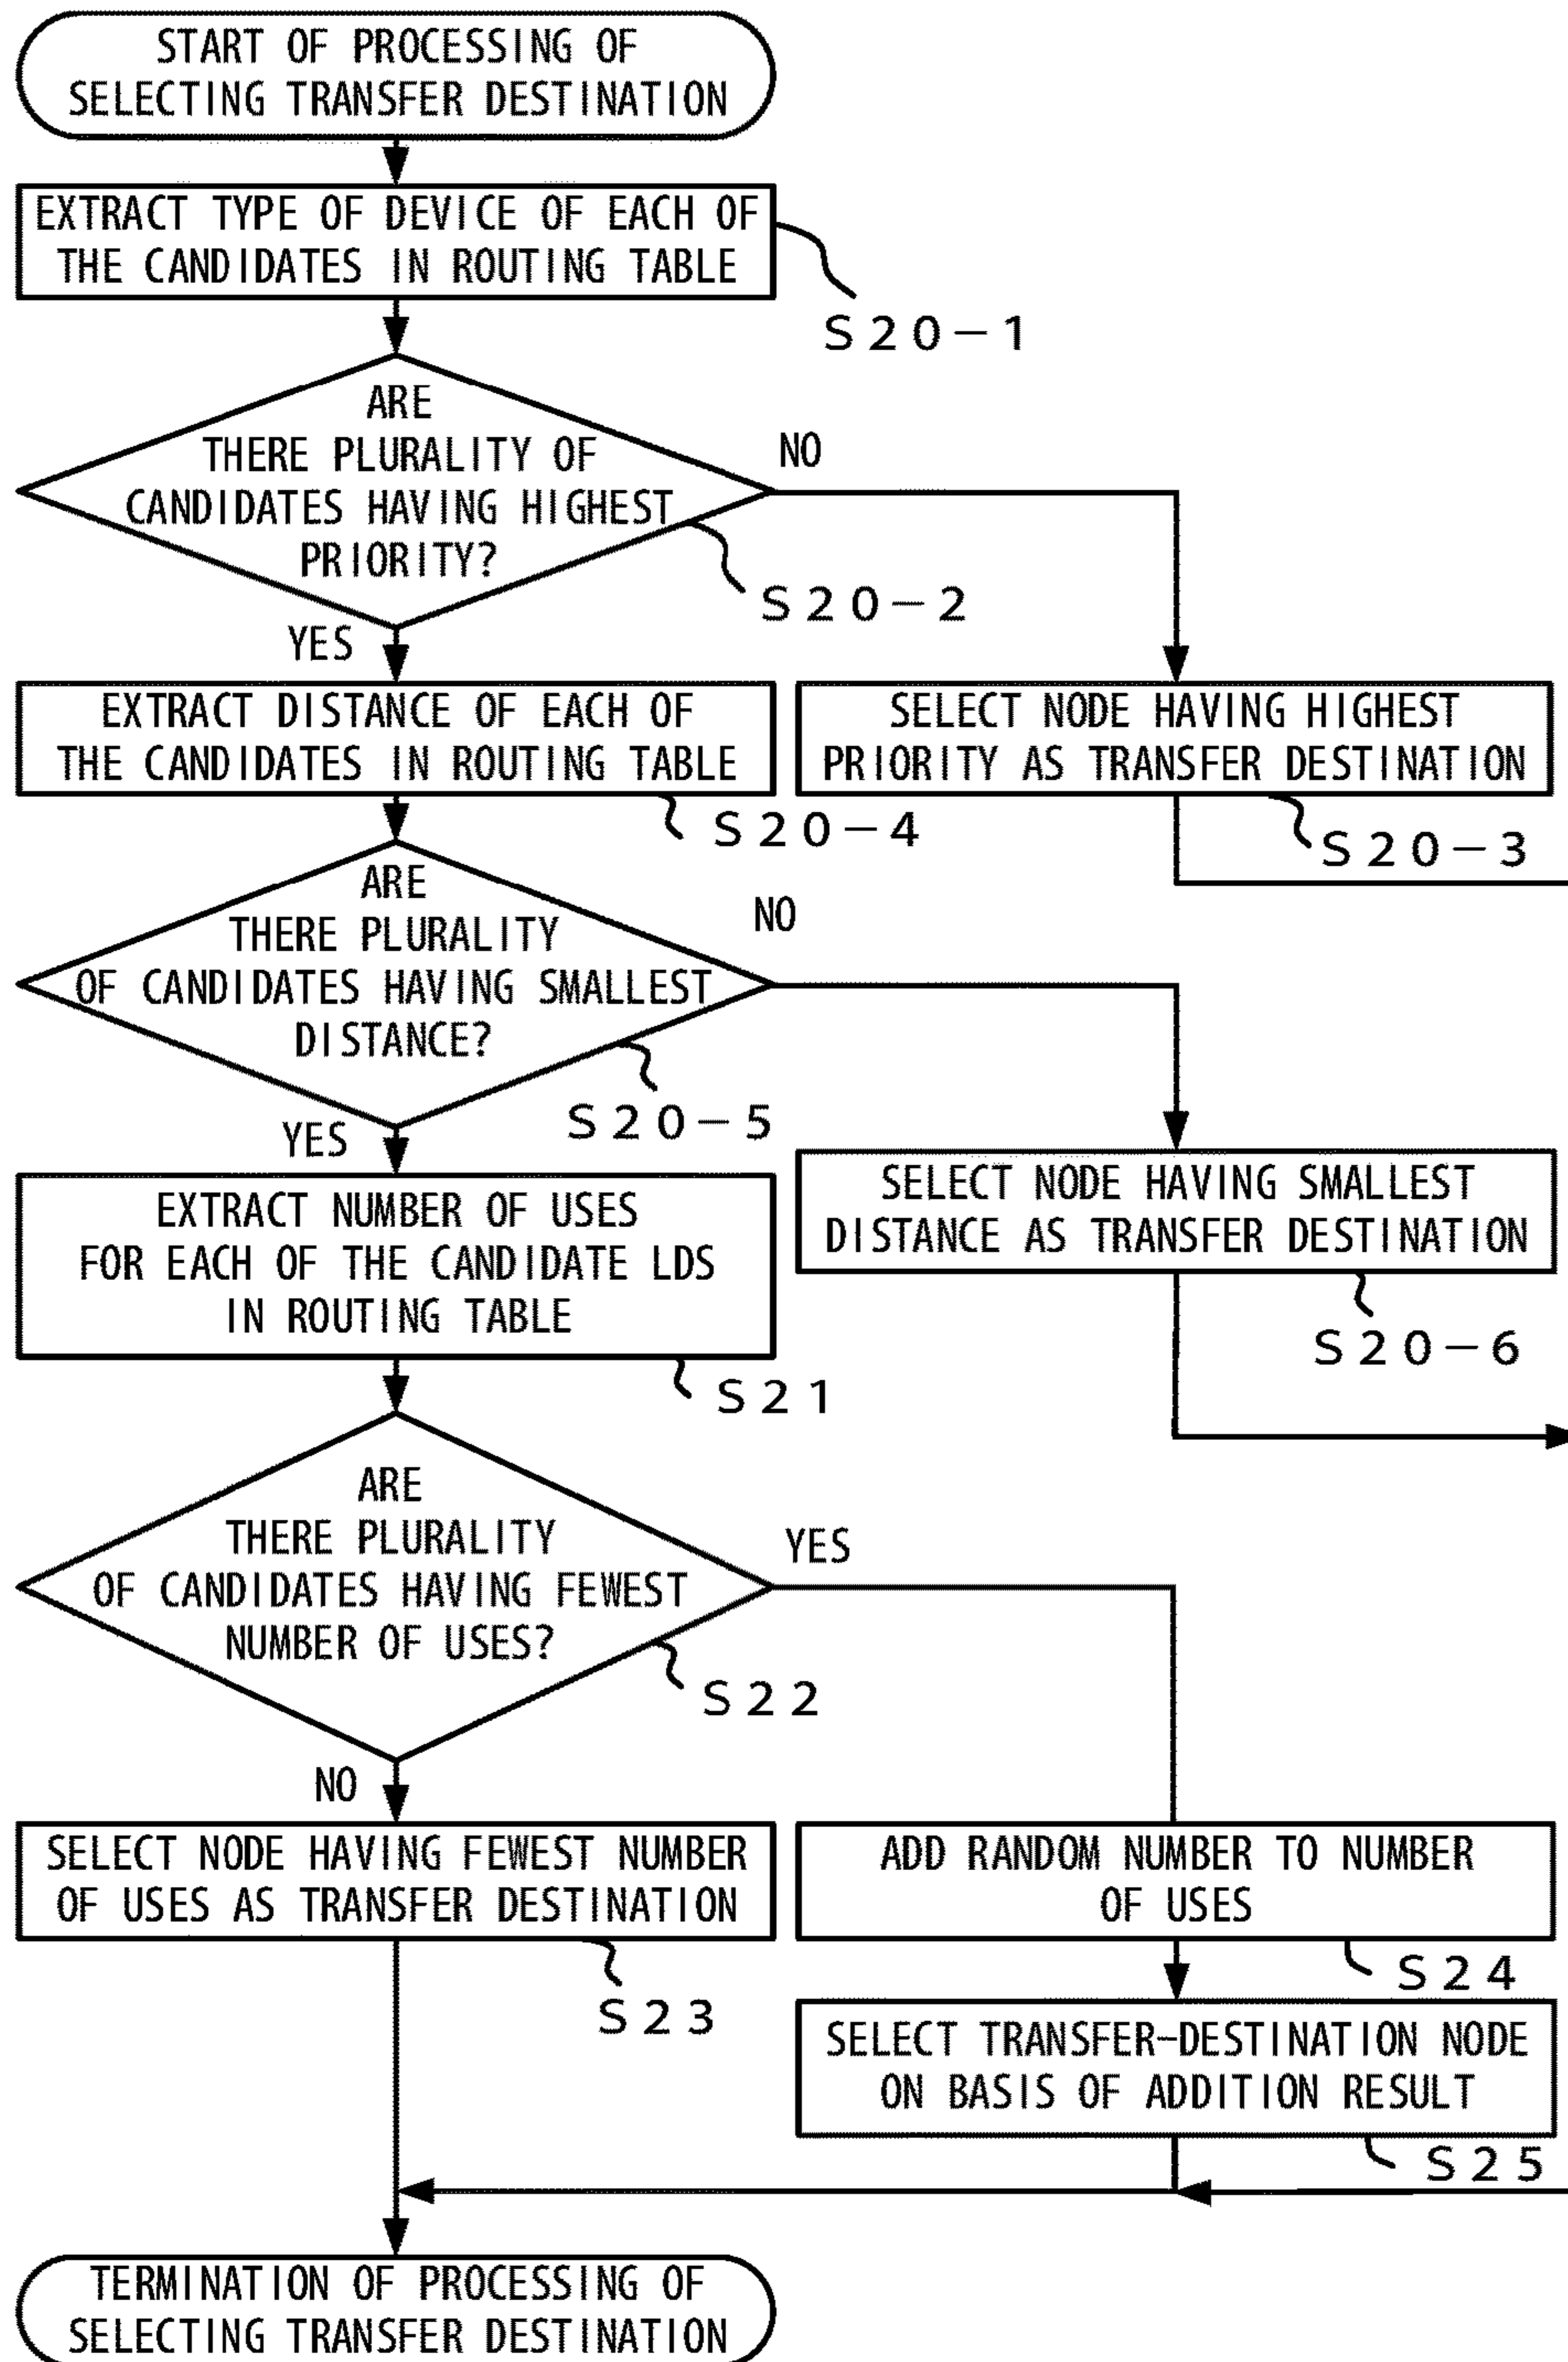 START OF PROCESSING OF
SELECTING TRANSFER DESTINATION
EXTRACT TYPE OF DEVICE OF EACH OF
THE CANDIDATES IN ROUTING TABLE
S20-1
ARE
THERE PLURALITY OF
CANDIDATES HAVING HIGHEST
PRIORITY?
NO
S20-2
YES
EXTRACT DISTANCE OF EACH OF
THE CANDIDATES IN ROUTING TABLE
S20-4
SELECT NODE HAVING HIGHEST
PRIORITY AS TRANSFER DESTINATION
S20-3
ARE
THERE PLURALITY
OF CANDIDATES HAVING SMALLEST
DISTANCE?
NO
S20-5
YES
SELECT NODE HAVING SMALLEST
DISTANCE AS TRANSFER DESTINATION
S20-6
EXTRACT NUMBER OF USES
FOR EACH OF THE CANDIDATE LDS
IN ROUTING TABLE
S21
ARE
THERE PLURALITY
OF CANDIDATES HAVING FEWEST
NUMBER OF USES?
YES
S22
NO
SELECT NODE HAVING FEWEST NUMBER
OF USES AS TRANSFER DESTINATION
S23
ADD RANDOM NUMBER TO NUMBER
OF USES
S24
SELECT TRANSFER-DESTINATION NODE
ON BASIS OF ADDITION RESULT
S25
TERMINATION OF PROCESSING OF
SELECTING TRANSFER DESTINATION